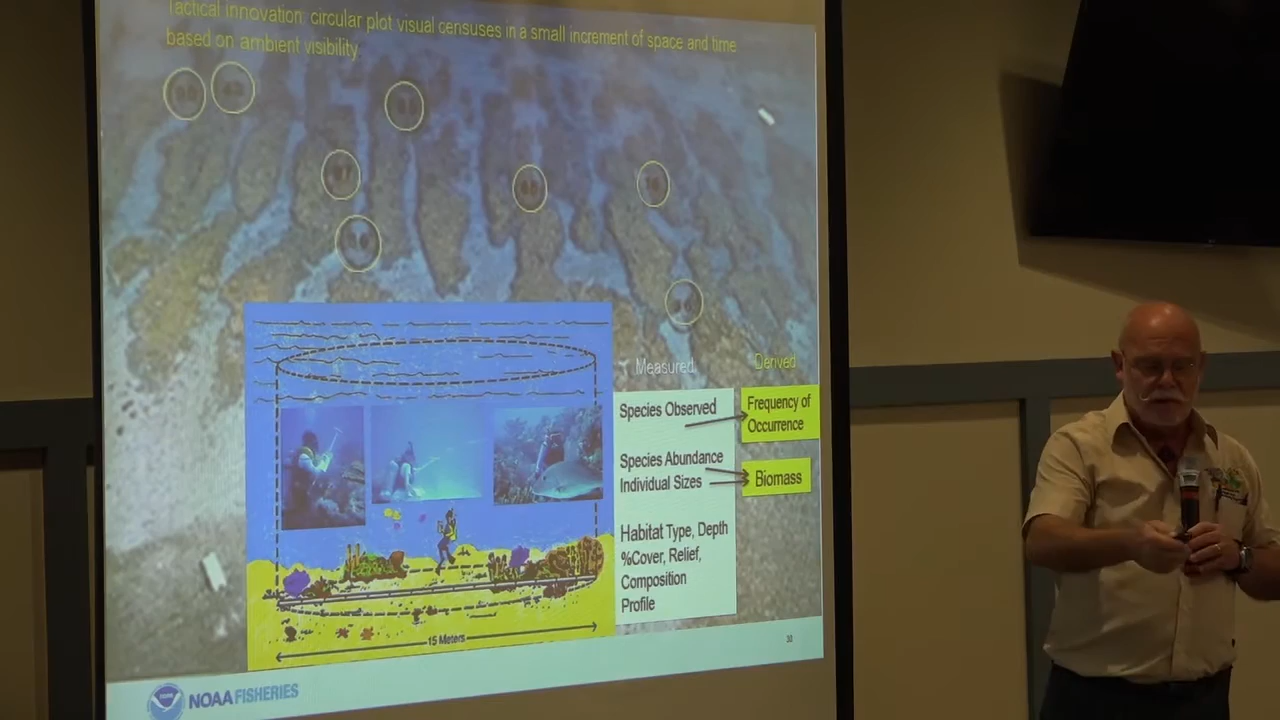 Tactical innovation: circular plot visual censuses in a small increment of space and time
based on ambient visibility.
Measured
Derived
Species Observed
Frequency of
Occurrence
Species Abundance
Individual Sizes
Biomass
Habitat Type, Depth
%Cover, Relief,
Composition
Profile
15 Meters
30
NOAA FISHERIES